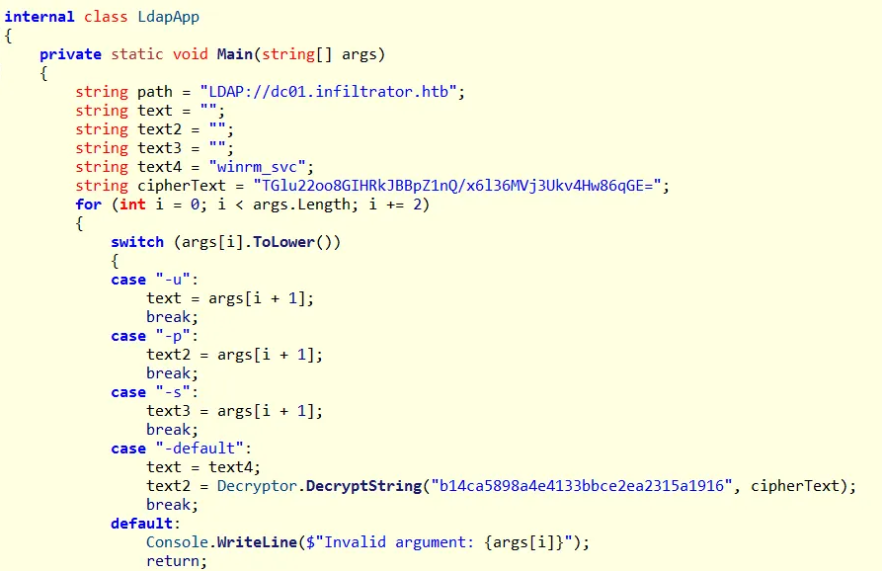 internal class LdapApp
{
    private static void Main(string[] args)
    {
        string path = "LDAP://dc01.infiltrator.htb";
        string text = "";
        string text2 = "";
        string text3 = "";
        string text4 = "winrm_svc";
        string cipherText = "TGlu22oo8GIHRkJBBpZ1nQ/x6l36MVj3Ukv4Hw86qGE=";
        for (int i = 0; i < args.Length; i += 2)
        {
            switch (args[i].ToLower())
            {
            case "-u":
                text = args[i + 1];
                break;
            case "-p":
                text2 = args[i + 1];
                break;
            case "-s":
                text3 = args[i + 1];
                break;
            case "-default":
                text = text4;
                text2 = Decryptor.DecryptString("b14ca5898a4e4133bbce2ea2315a1916", cipherText);
                break;
            default:
                Console.WriteLine($"Invalid argument: {args[i]}");
                return;